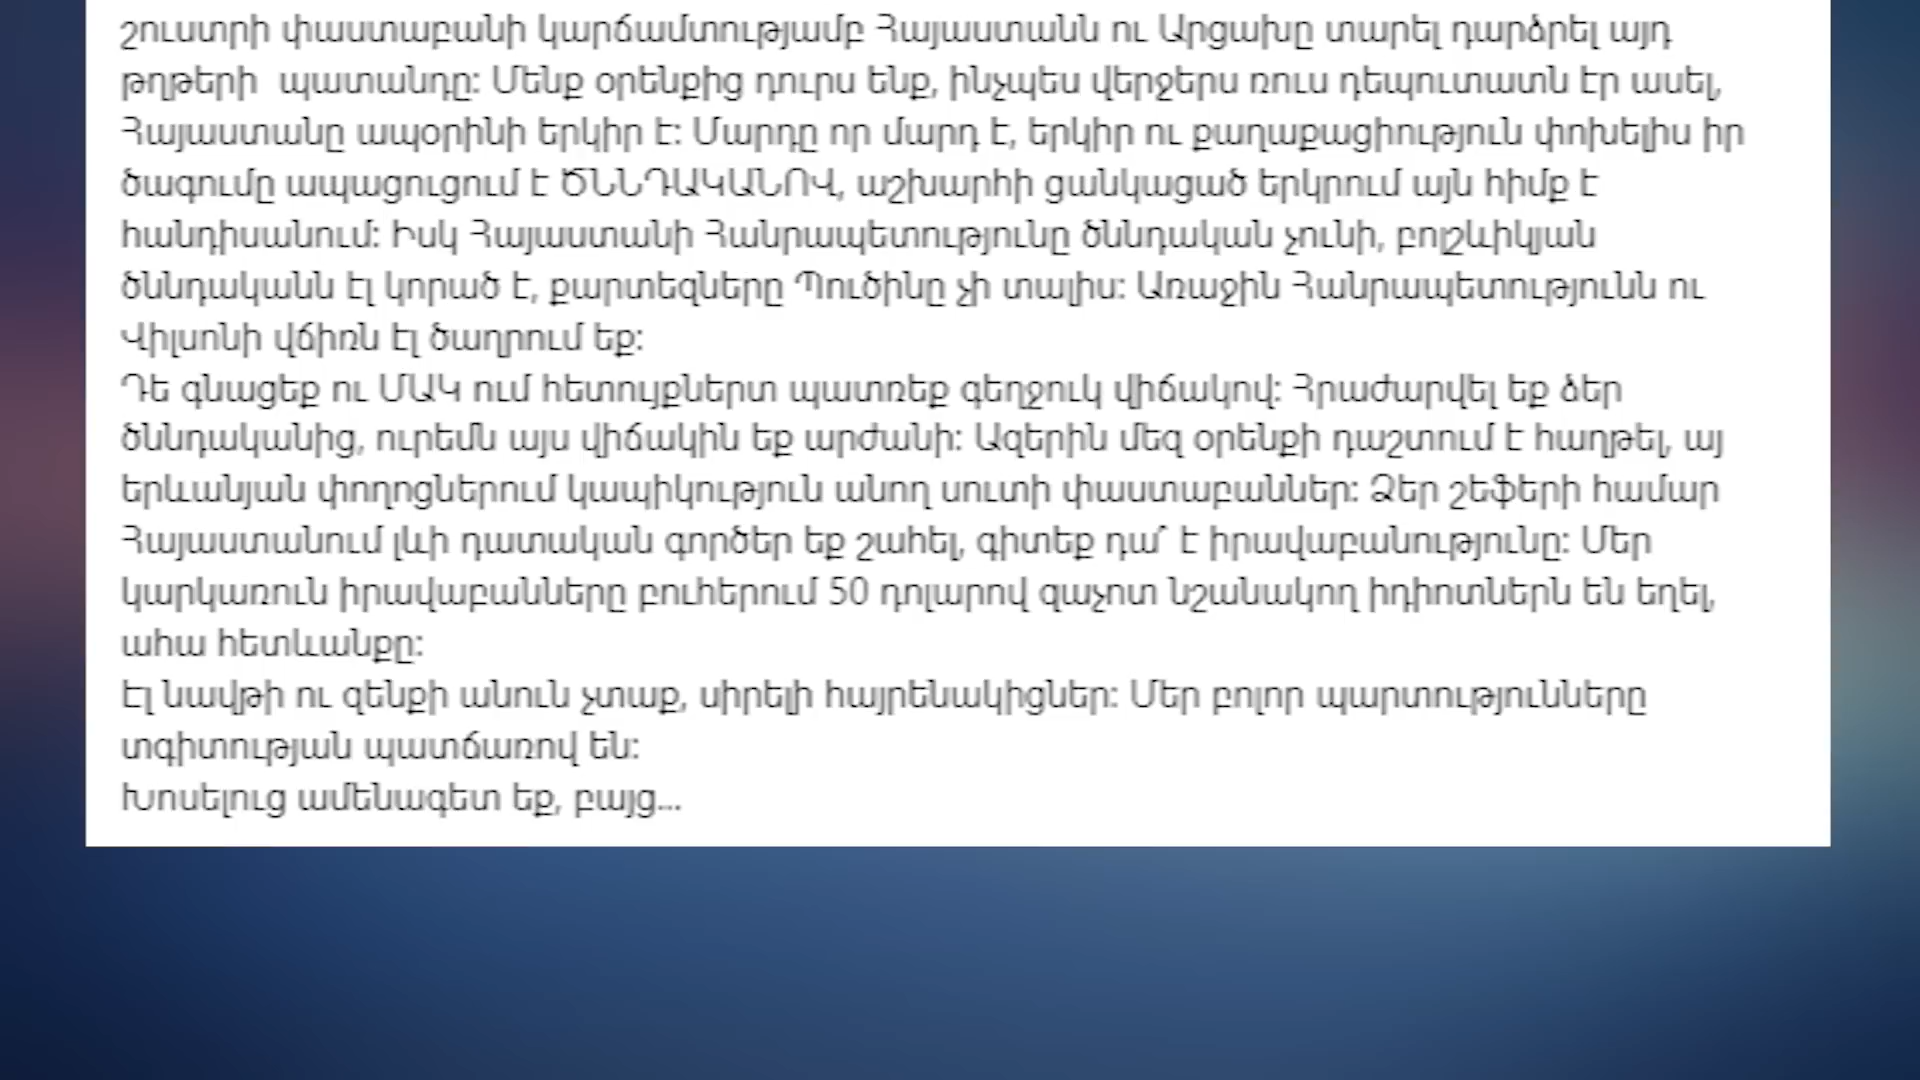 շուստրի փաստաբանի կարճամտությամբ Հայաստանն ու Արցախը տարել դարձրել այդ
թղթերի  պատանդը: Մենք օրենքից դուրս ենք, ինչպես վերջերս ռուս դեպուտատն էր ասել,
Հայաստանը ապօրինի երկիր է: Մարդը որ մարդ է, երկիր ու քաղաքացիություն փոխելիս իր
ծագումը ապացուցում է ԾՆՆԴԱԿԱՆՈՎ, աշխարհի ցանկացած երկրում այն հիմք է
հանդիսանում: Իսկ Հայաստանի Հանրապետությունը ծննդական չունի, բոլշևիկյան
ծննդականն էլ կորած է, քարտեզները Պուծինը չի տալիս: Առաջին Հանրապետությունն ու
Վիլսոնի վճիռն էլ ծաղրում եք:
Դե գնացեք ու ՄԱԿ ում հետույքներտ պատռեք գեղջուկ վիճակով: Հրաժարվել եք ձեր
ծննդականից, ուրեմն այս վիճակին եք արժանի: Ազերին մեզ օրենքի դաշտում է հաղթել, այ
երևանյան փողոցներում կապիկություն անող սուտի փաստաբաններ: Ձեր շեֆերի համար
Հայաստանում լևի դատական գործեր եք շահել, գիտեք դա՞ է իրավաբանությունը: Մեր
կարկառուն իրավաբանները բուհերում 50 դոլարով զաչոտ նշանակող իդիոտներն են եղել,
ահա հետևանքը:
Էլ նավթի ու զենքի անուն չտաք, սիրելի հայրենակիցներ: Մեր բոլոր պարտությունները
տգիտության պատճառով են:
Խոսելուց ամենագետ եք, բայց...